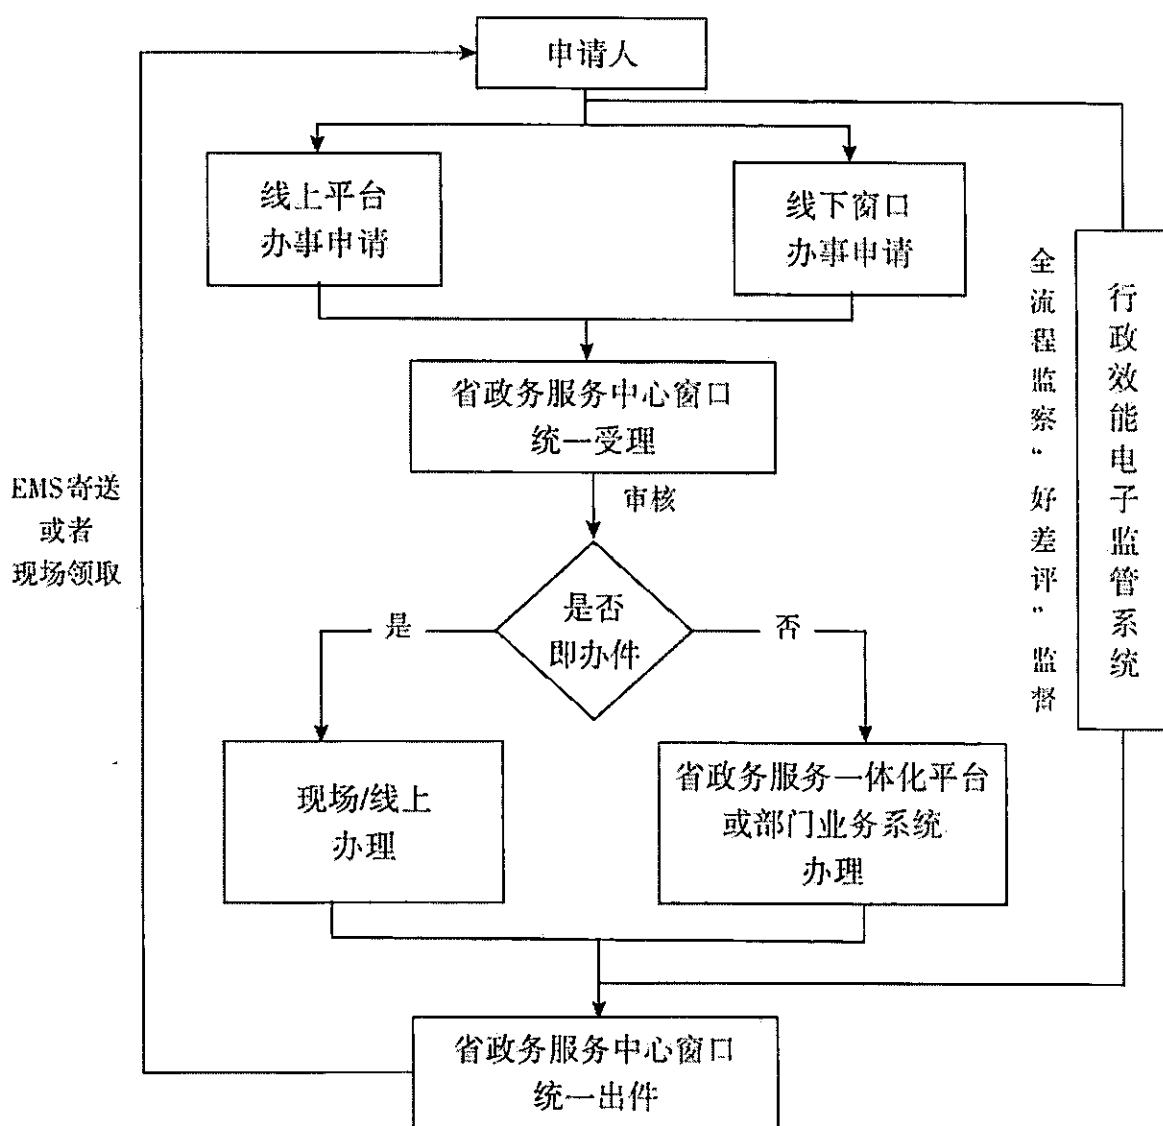 申请人
线上平台
办事申请
线下窗口
办事申请
省政务服务中心窗口
统一受理
审核
是否
即办件
是
否
现场/线上
办理
省政务服务一体化平台
或部门业务系统
办理
省政务服务中心窗口
统一出件
EMS寄送
或者
现场领取
全流程监察“好差评”监督
行政效能电子监管系统